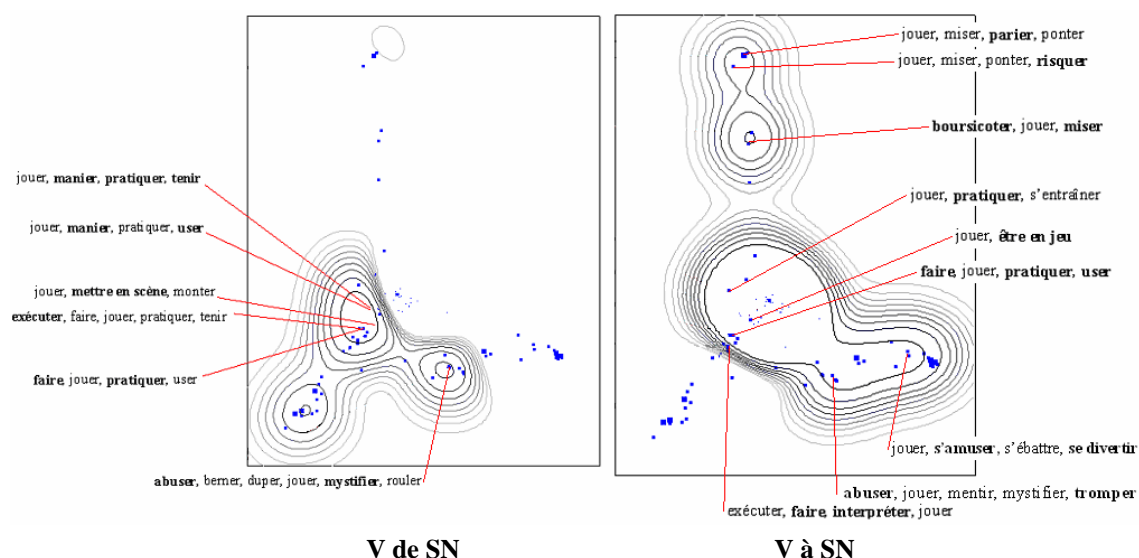 jouer, manier, pratiquer, tenir
jouer, manier, pratiquer, user
jouer, mettre en scène, monter
exécuter, faire, jouer, pratiquer, tenir
faire, jouer, pratiquer, user
abuser, berner, duper, jouer, mystifier, rouler
V de SN
jouer, miser, parier, ponter
jouer, miser, ponter, risquer
boursicoter, jouer, miser
jouer, pratiquer, s'entraîner
jouer, être en jeu
faire, jouer, pratiquer, user
jouer, s'amuser, s'ébattre, se divertir
abuser, jouer, mentir, mystifier, tromper
exécuter, faire, interpréter, jouer
V à SN